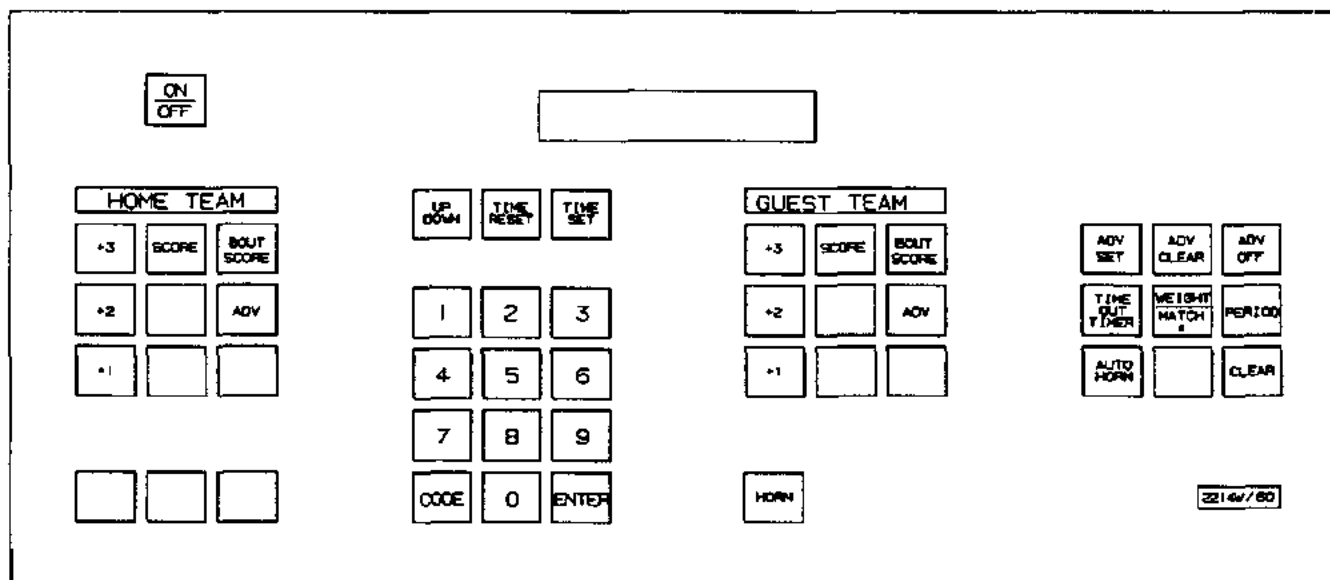 ON
OFF
HOME TEAM
+3
SCORE
BOUT
SCORE
+2
ADV
+1
UP
DOWN
TIME
RESET
TIME
SET
1 2 3
4 5 6
7 8 9
CODE 0 ENTER
GUEST TEAM
+3
SCORE
BOUT
SCORE
+2
ADV
+1
HORN
ADV
SET
ADV
CLEAR
ADV
OFF
TIME
OUT
TIMER
WEIGHT
MATCH
#
PERIOD
AUTO
HORN
CLEAR
2214W/60